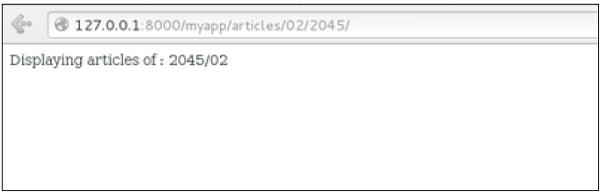 127.0.0.1:8000/myapp/articles/02/2045/
Displaying articles of : 2045/02